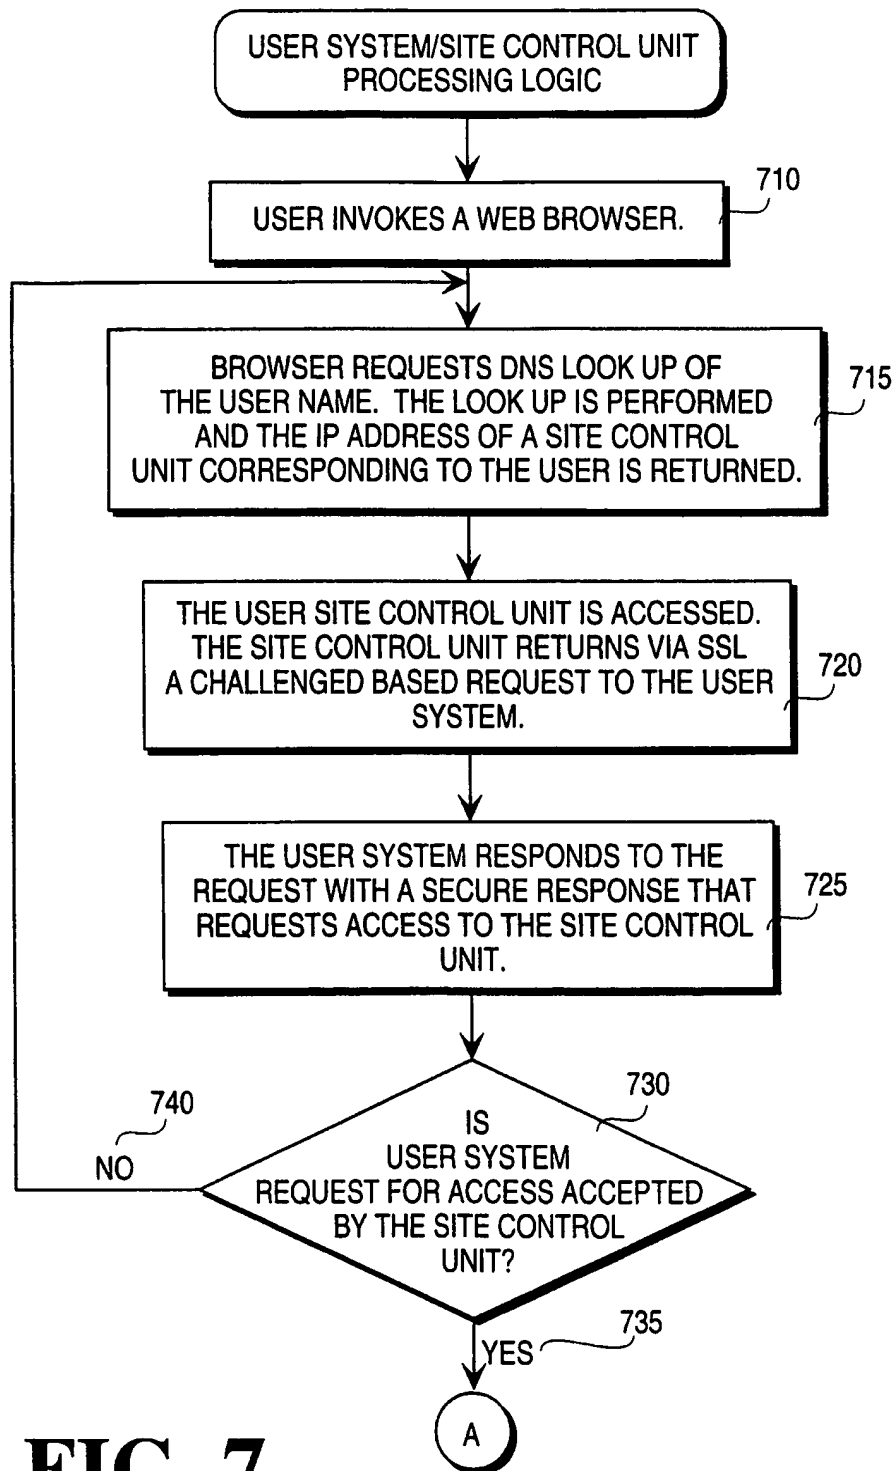 USER SYSTEM/SITE CONTROL UNIT
PROCESSING LOGIC
710
USER INVOKES A WEB BROWSER.
BROWSER REQUESTS DNS LOOK UP OF
THE USER NAME. THE LOOK UP IS PERFORMED
AND THE IP ADDRESS OF A SITE CONTROL
UNIT CORRESPONDING TO THE USER IS RETURNED.
715
THE USER SITE CONTROL UNIT IS ACCESSED.
THE SITE CONTROL UNIT RETURNS VIA SSL
A CHALLENGED BASED REQUEST TO THE USER
SYSTEM.
720
THE USER SYSTEM RESPONDS TO THE
REQUEST WITH A SECURE RESPONSE THAT
REQUESTS ACCESS TO THE SITE CONTROL
UNIT.
725
730
IS
USER SYSTEM
REQUEST FOR ACCESS ACCEPTED
BY THE SITE CONTROL
UNIT?
740
NO
735
YES
A
FIG. 7